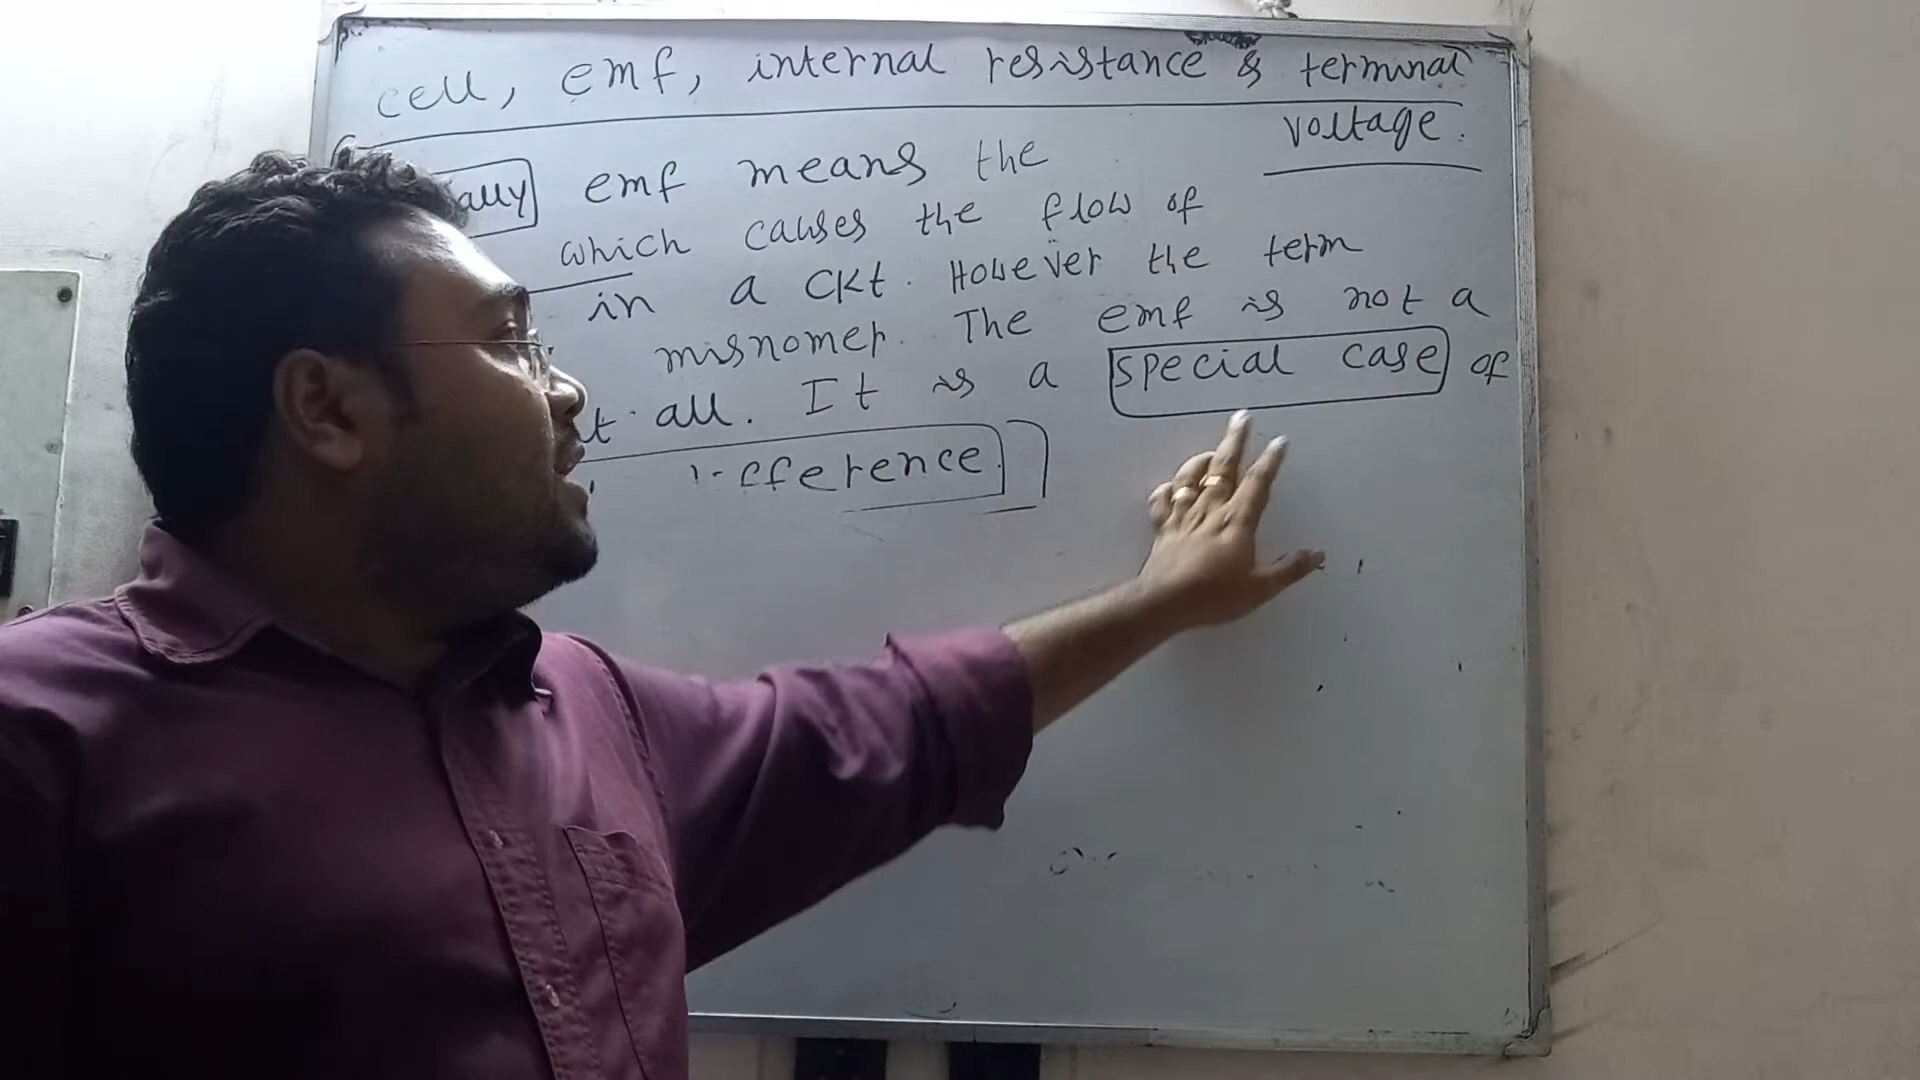 cell, emf, internal resistance & terminal
voltage.
ally emf means the
which causes the flow of
in a ckt. However the term
misnomer. The emf is not a
t all. It is a special case of
fference.